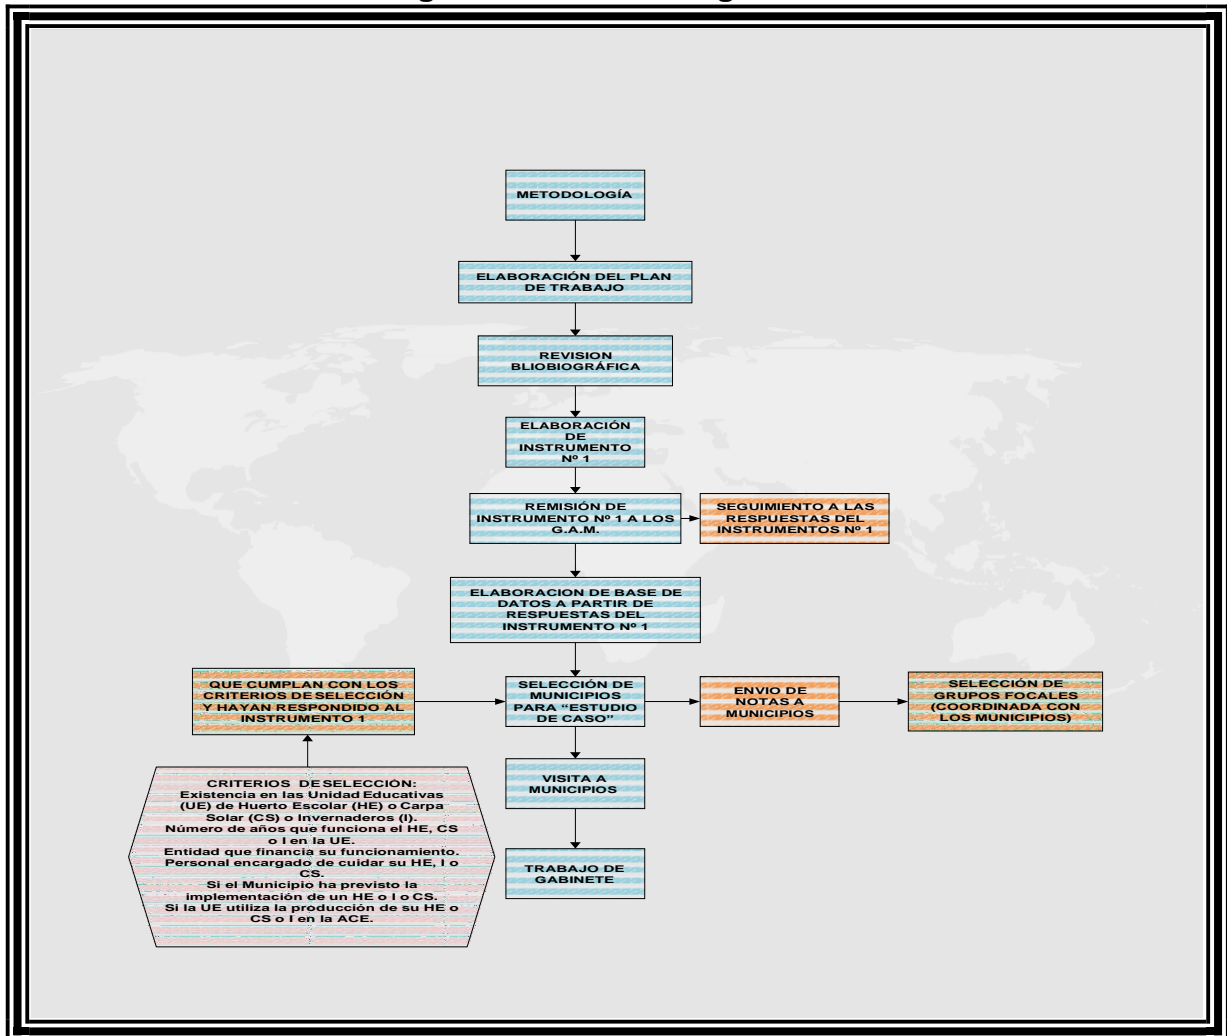 METODOLOGÍA
ELABORACIÓN DEL PLAN
DE TRABAJO
REVISION
BLIOBIOGRÁFICA
ELABORACIÓN
DE
INSTRUMENTO
Nº 1
REMISIÓN DE
INSTRUMENTO Nº 1 A LOS
G.A.M.
SEGUIMIENTO A LAS
RESPUESTAS DEL
INSTRUMENTOS Nº 1
ELABORACION DE BASE DE
DATOS A PARTIR DE
RESPUESTAS DEL
INSTRUMENTO Nº 1
QUE CUMPLAN CON LOS
CRITERIOS DE SELECCIÓN
Y HAYAN RESPONDIDO AL
INSTRUMENTO 1
SELECCIÓN DE
MUNICIPIOS
PARA “ESTUDIO
DE CASO”
ENVIO DE
NOTAS A
MUNICIPIOS
SELECCIÓN DE
GRUPOS FOCALES
(COORDINADA CON
LOS MUNICIPIOS)
CRITERIOS DE SELECCIÓN:
Existencia en las Unidad Educativas
(UE) de Huerto Escolar (HE) o Carpa
Solar (CS) o Invernaderos (I).
Número de años que funciona el HE, CS
o I en la UE.
Entidad que financia su funcionamiento.
Personal encargado de cuidar su HE, I o
CS.
Si el Municipio ha previsto la
implementación de un HE o I o CS.
Si la UE utiliza la producción de su HE o
CS o I en la ACE.
VISITA A
MUNICIPIOS
TRABAJO DE
GABINETE